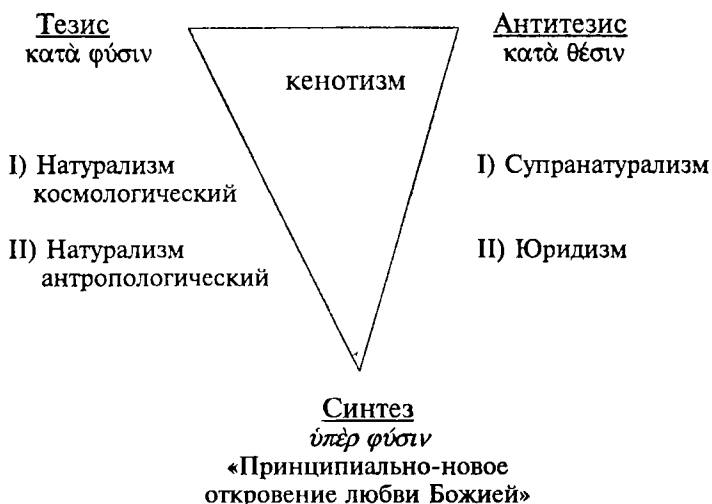 Тезис
κατὰ φύσιν
Антитезис
κατὰ θέσιν
кенотизм
I) Натурализм
космологический
I) Супранатурализм
II) Натурализм
антропологический
II) Юридизм
Синтез
ὑπὲρ φύσιν
«Принципиально-новое
откровение любви Божией»